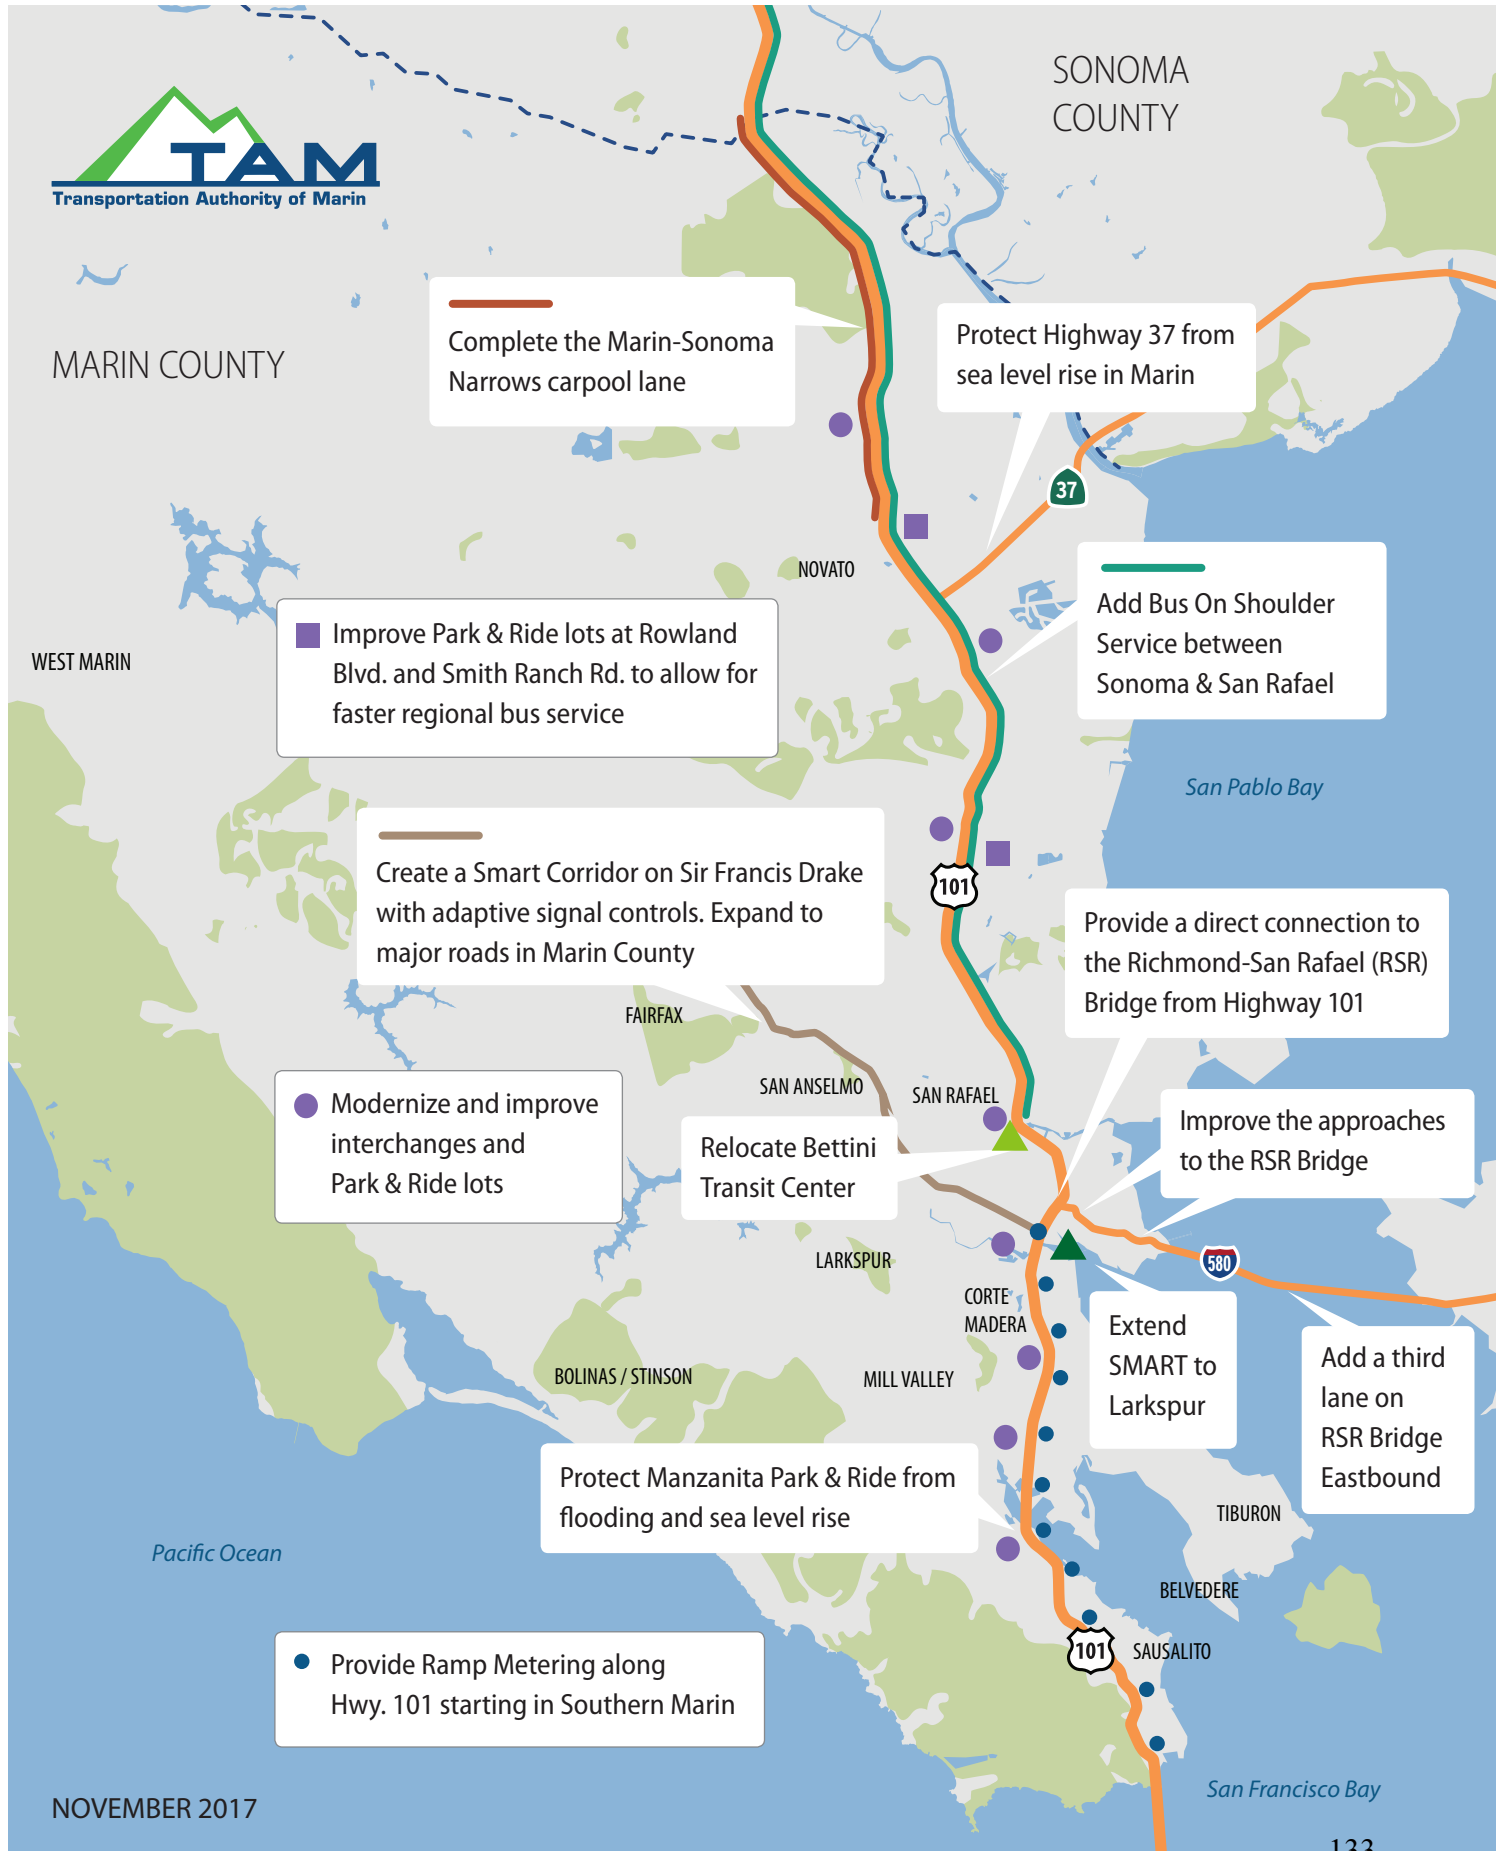 SONOMA
COUNTY
TAM
Transportation Authority of Marin
MARIN COUNTY
Complete the Marin-Sonoma
Narrows carpool lane
Protect Highway 37 from
sea level rise in Marin
37
NOVATO
Add Bus On Shoulder
Service between
Sonoma & San Rafael
Improve Park & Ride lots at Rowland
Blvd. and Smith Ranch Rd. to allow for
faster regional bus service
WEST MARIN
San Pablo Bay
Create a Smart Corridor on Sir Francis Drake
with adaptive signal controls. Expand to
major roads in Marin County
101
Provide a direct connection to
the Richmond-San Rafael (RSR)
Bridge from Highway 101
FAIRFAX
SAN ANSELMO
SAN RAFAEL
Modernize and improve
interchanges and
Park & Ride lots
Relocate Bettini
Transit Center
Improve the approaches
to the RSR Bridge
LARKSPUR
580
CORTE
MADERA
Extend
SMART to
Larkspur
Add a third
lane on
RSR Bridge
Eastbound
BOLINAS / STINSON
MILL VALLEY
Protect Manzanita Park & Ride from
flooding and sea level rise
TIBURON
Pacific Ocean
BELVEDERE
101
SAUSALITO
Provide Ramp Metering along
Hwy. 101 starting in Southern Marin
San Francisco Bay
NOVEMBER 2017
133